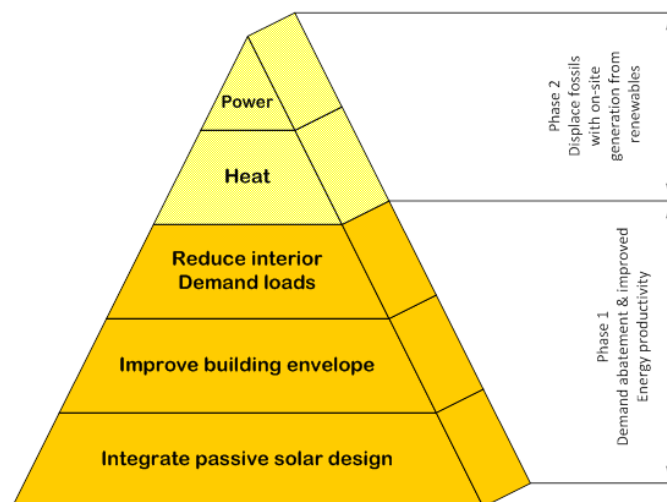 Power
Heat
Reduce interior
Demand loads
Improve building envelope
Integrate passive solar design
Phase 2
Displace fossils
with on-site
generation from
renewables
Phase 1
Demand abatement & improved
Energy productivity